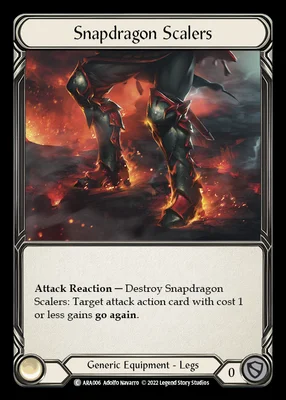 Snapdragon Scalers
Attack Reaction — Destroy Snapdragon
Scalers: Target attack action card with cost 1
or less gains go again.
Generic Equipment - Legs
0
C ARA006 Adolfo Navarro © 2022 Legend Story Studios